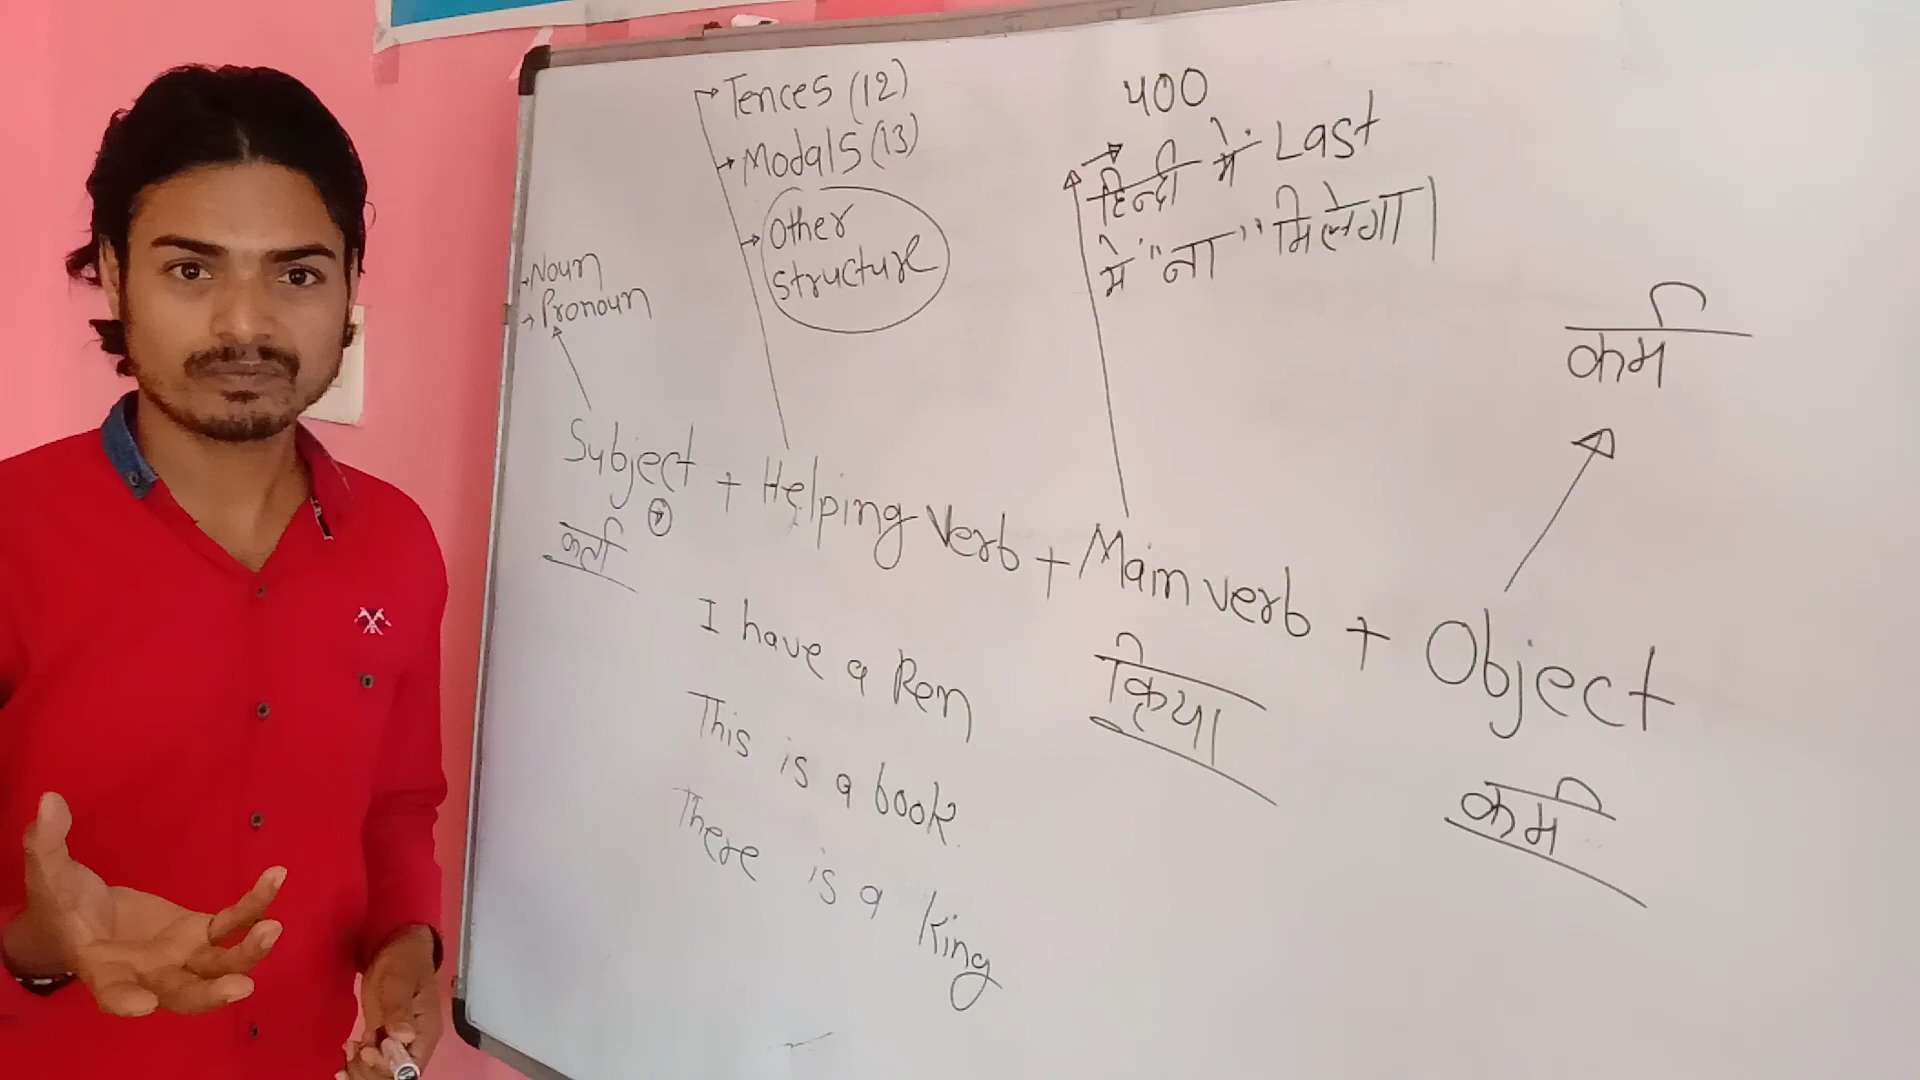 Tences (12)
Modals (13)
Other
structure
Noun
Pronoun
400
हिन्दी में Last
में "ना" मिलेगा।
कर्म
Subject + Helping Verb + Main verb + Object
कर्ता
क्रिया
कर्म
I have a Pen
This is a book.
There is a king